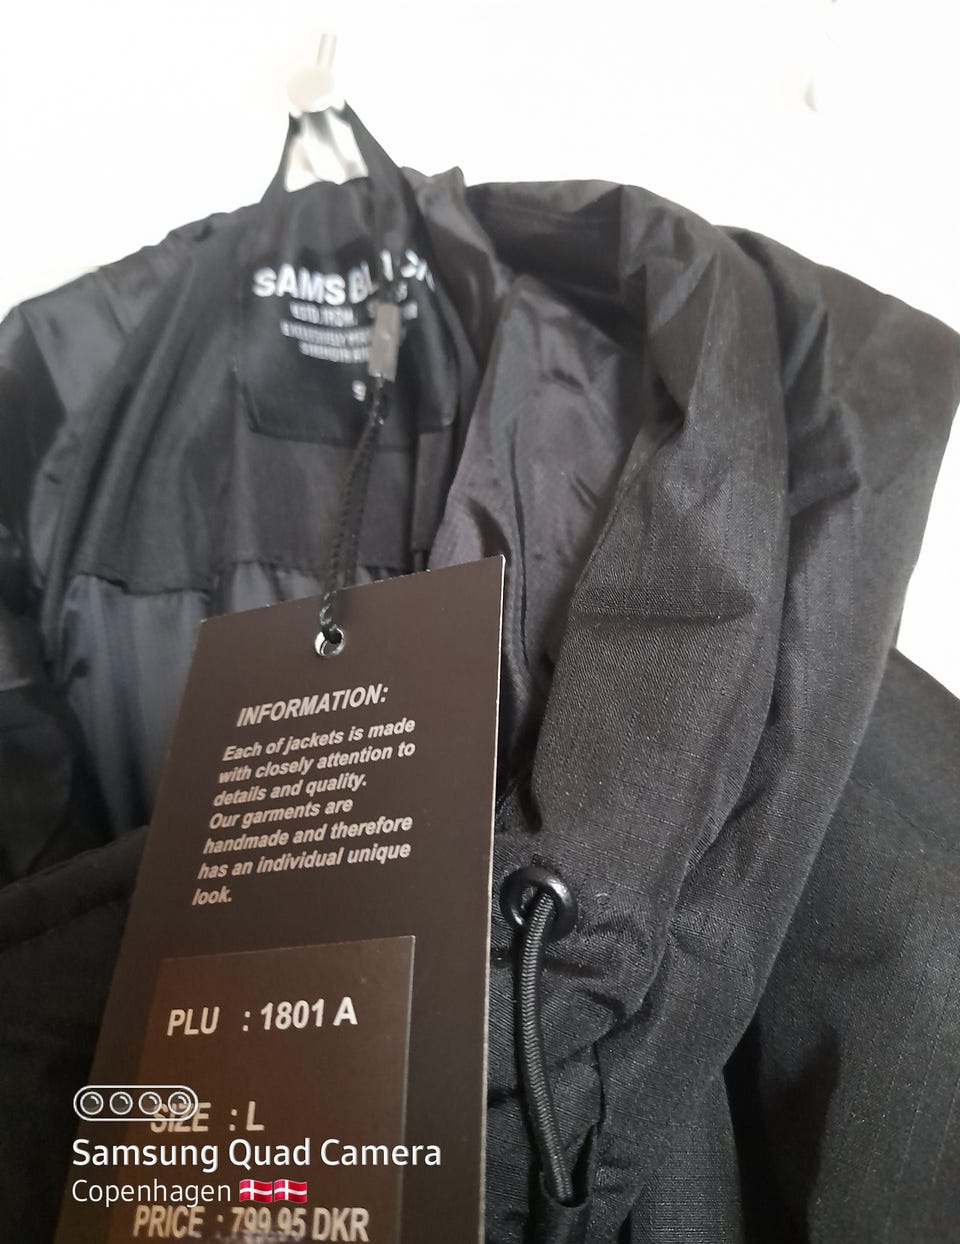 SAMS BL
INFORMATION:
Each of jackets is made
with closely attention to
details and quality.
Our garments are
handmade and therefore
has an individual unique
look.
PLU : 1801 A
SIZE : L
Samsung Quad Camera
Copenhagen 🇩🇰🇩🇰
PRICE : 799.95 DKR